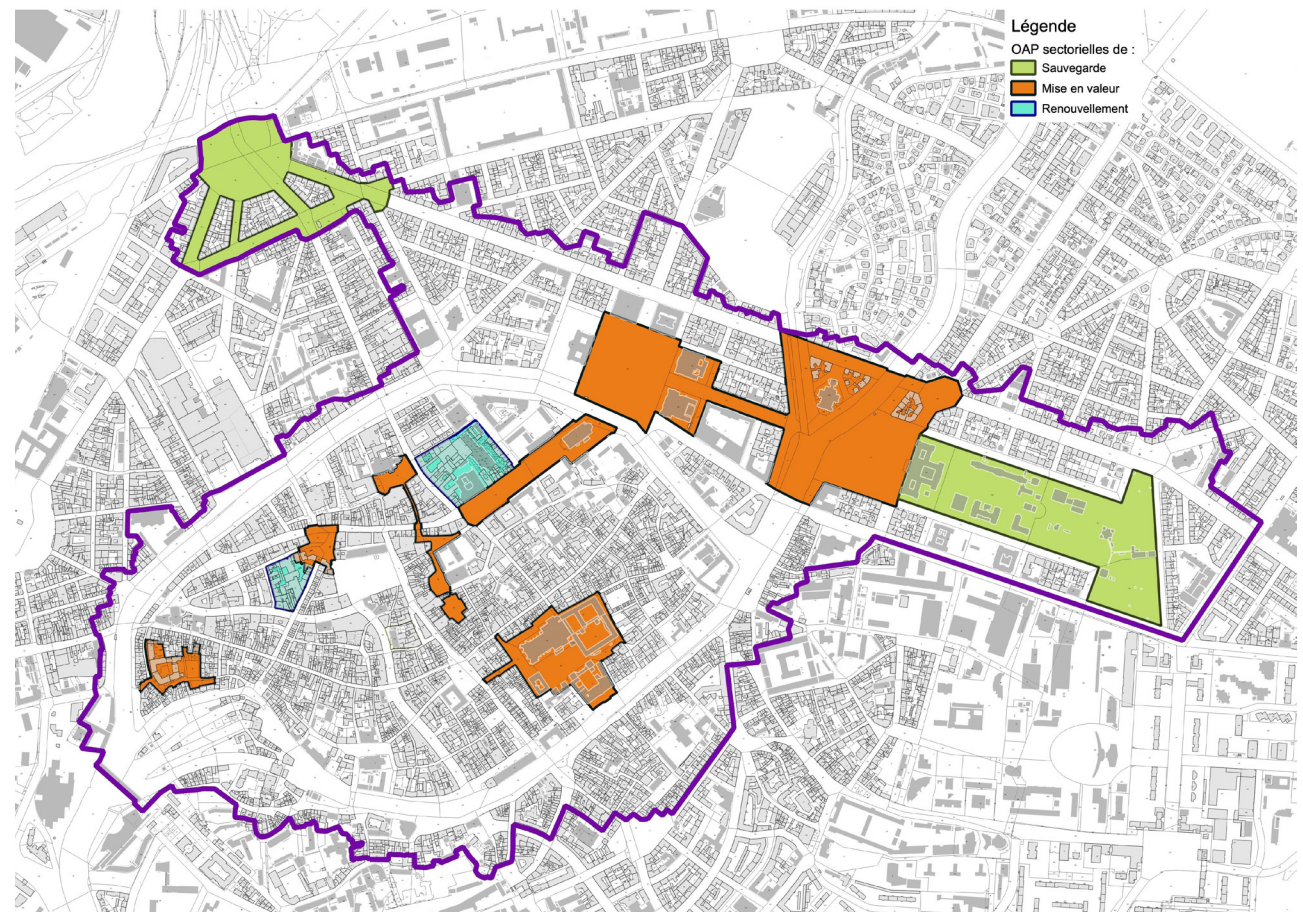 Légende
OAP sectorielles de :
Sauvegarde
Mise en valeur
Renouvellement